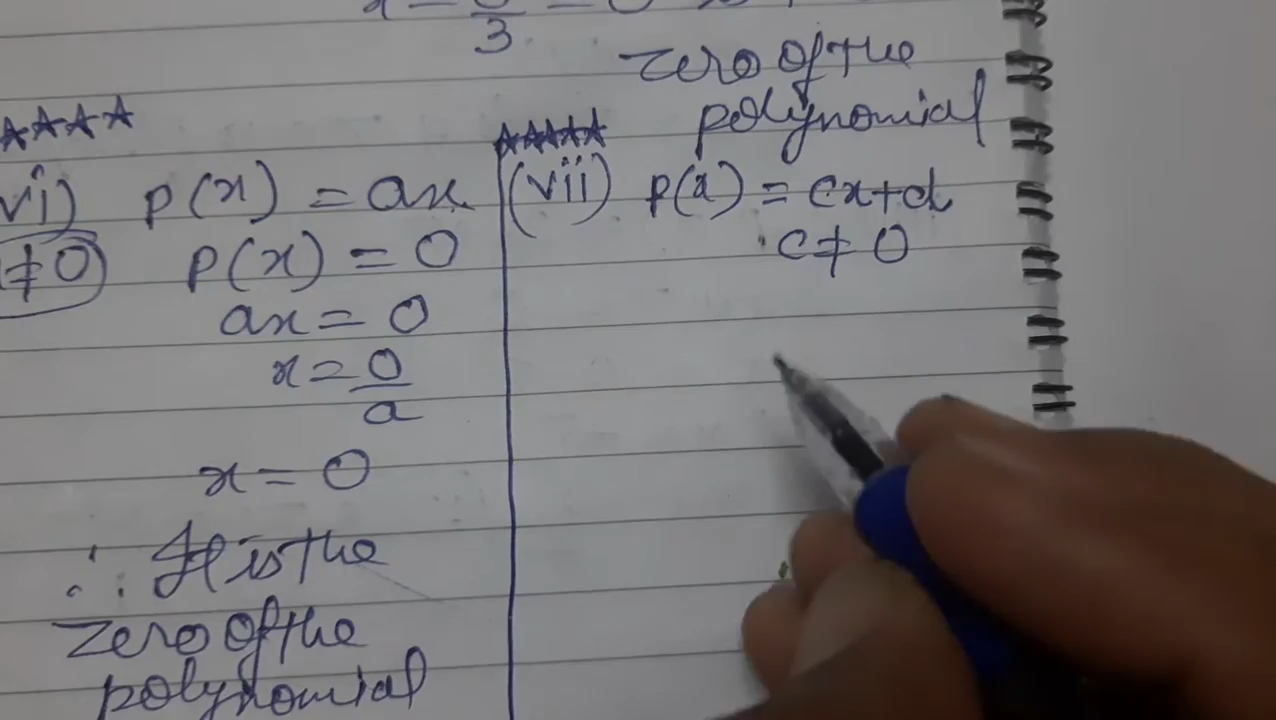 3
zero of the
polynomial
vi) p(x) = ax
≠0) p(x) = 0
ax = 0
x = 0/a
x = 0
∴ It is the
zero of the
polynomial
(vii) p(x) = cx+d
c ≠ 0